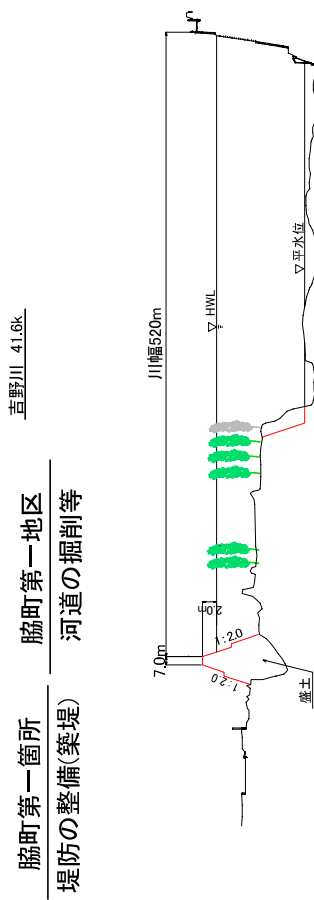 吉野川 41.6k
脇町第一箇所
堤防の整備(築堤)
脇町第一地区
河道の掘削等
川幅520m
7.0m
2.0m
HWL
平水位
1:2.0
1:2.0
盛土